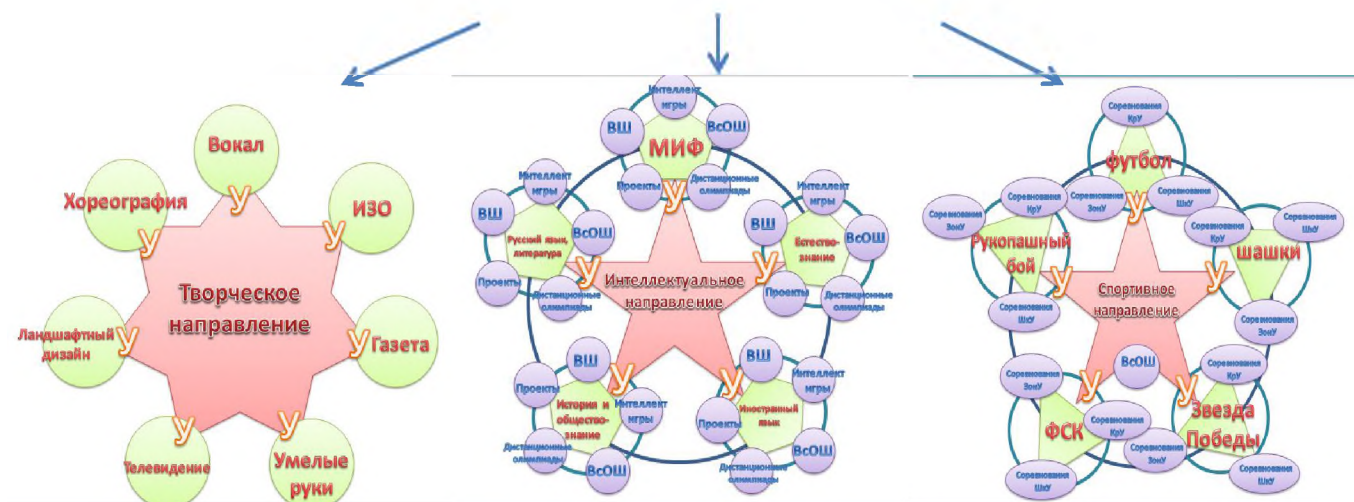 Вокал
У
Хореография
У
ИЗО
У
Творческое
направление
Ландшафтный
дизайн
У
Газета
У
Телевидение
У
Умелые
руки
У
Интеллект
игры
ВШ
ВсОШ
МИФ
Проекты
Дистанционные
олимпиады
У
Интеллект
игры
ВШ
ВсОШ
Русский язык,
литература
Проекты
Дистанционные
олимпиады
У
Интеллект
игры
ВШ
ВсОШ
Естество-
знание
Проекты
Дистанционные
олимпиады
У
Интеллектуальное
направление
ВШ
Проекты
Интеллект
игры
История и
общество-
знание
Дистанционные
олимпиады
ВсОШ
У
ВШ
Интеллект
игры
Иностранный
язык
Проекты
Дистанционные
олимпиады
ВсОШ
У
Соревнования
КрУ
футбол
Соревнования
ЗонУ
Соревнования
ШкУ
У
Соревнования
ЗонУ
Соревнования
КрУ
Рукопашный
бой
Соревнования
ШкУ
У
Соревнования
КрУ
Соревнования
ШкУ
шашки
Соревнования
ЗонУ
У
Спортивное
направление
ВсОШ
Соревнования
ЗонУ
ФСК
Соревнования
КрУ
Соревнования
ШкУ
У
Соревнования
КрУ
Звезда
Победы
Соревнования
ЗонУ
Соревнования
ШкУ
У